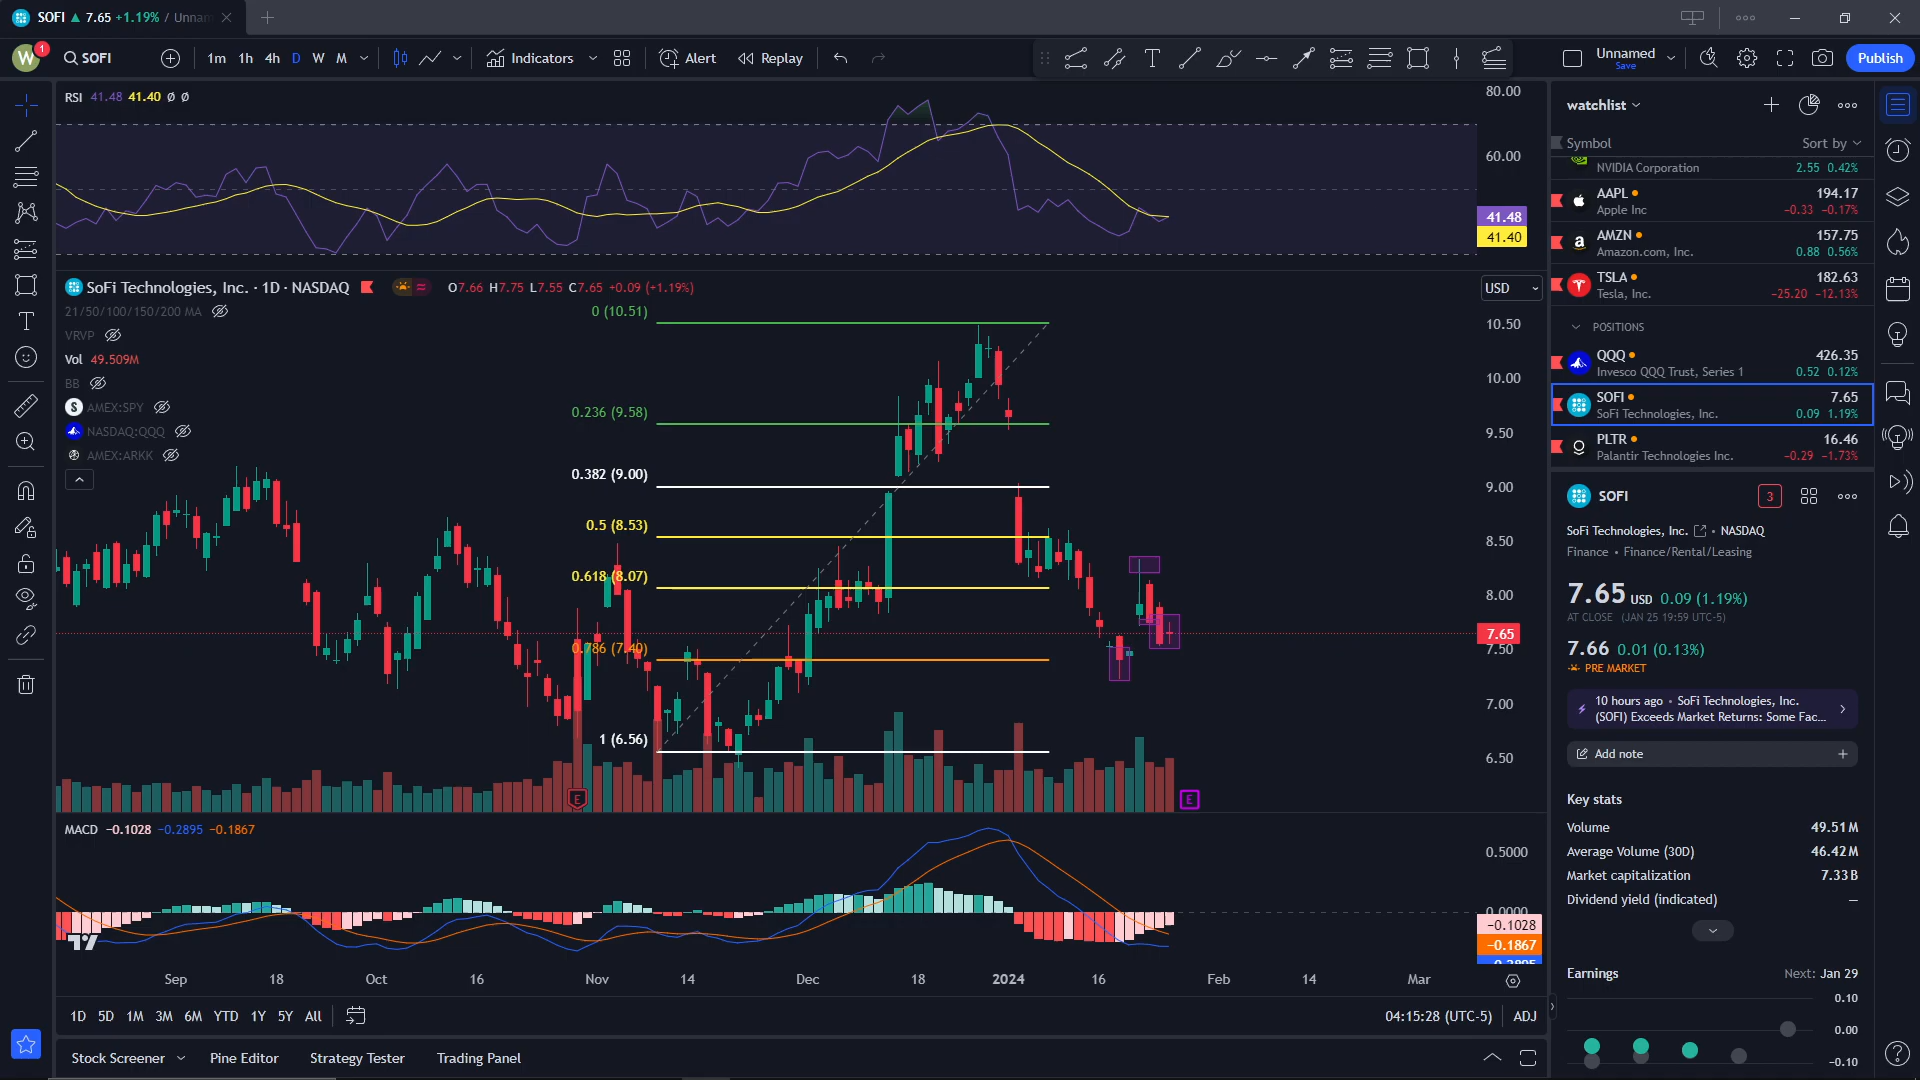 SOFI ▲ 7.65 +1.19% / Unnam
W 1 SOFI 1m 1h 4h D W M Indicators Alert Replay T Unnamed Save Publish
RSI 41.48 41.40 Ø Ø
80.00
60.00
41.48
41.40
SoFi Technologies, Inc. · 1D · NASDAQ O7.66 H7.75 L7.55 C7.65 +0.09 (+1.19%)
21/50/100/150/200 MA
VRVP
Vol 49.509M
BB
AMEX:SPY
NASDAQ:QQQ
AMEX:ARKK
0 (10.51)
0.236 (9.58)
0.382 (9.00)
0.5 (8.53)
0.618 (8.07)
0.786 (7.40)
1 (6.56)
USD
10.50
10.00
9.50
9.00
8.50
8.00
7.65
7.50
7.00
6.50
E E
MACD −0.1028 −0.2895 −0.1867
0.5000
0.0000
−0.1028
−0.1867
Sep 18 Oct 16 Nov 14 Dec 18 2024 16 Feb 14 Mar
1D 5D 1M 3M 6M YTD 1Y 5Y All
04:15:28 (UTC-5) ADJ
Stock Screener Pine Editor Strategy Tester Trading Panel
watchlist
Symbol Sort by
NVIDIA Corporation 2.55 0.42%
AAPL 194.17
Apple Inc −0.33 −0.17%
AMZN 157.75
Amazon.com, Inc. 0.88 0.56%
TSLA 182.63
Tesla, Inc. −25.20 −12.13%
POSITIONS
QQQ 426.35
Invesco QQQ Trust, Series 1 0.52 0.12%
SOFI 7.65
SoFi Technologies, Inc. 0.09 1.19%
PLTR 16.46
Palantir Technologies Inc. −0.29 −1.73%
SOFI 3
SoFi Technologies, Inc. • NASDAQ
Finance • Finance/Rental/Leasing
7.65 USD 0.09 (1.19%)
AT CLOSE (JAN 25 19:59 UTC-5)
7.66 0.01 (0.13%)
PRE MARKET
10 hours ago • SoFi Technologies, Inc.
(SOFI) Exceeds Market Returns: Some Fac...
Add note
Key stats
Volume 49.51M
Average Volume (30D) 46.42M
Market capitalization 7.33B
Dividend yield (indicated) —
Earnings Next: Jan 29
0.10
0.00
−0.10